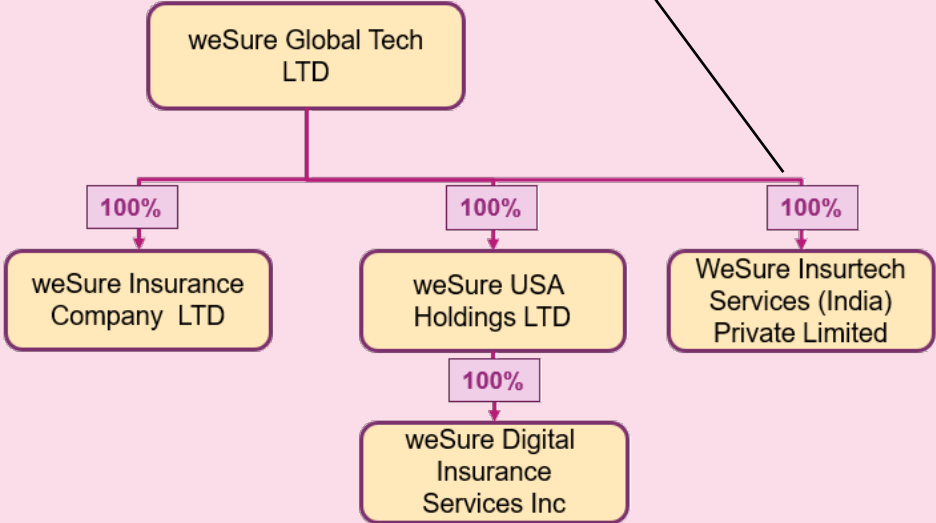 weSure Global Tech
LTD
100%
100%
100%
weSure Insurance
Company LTD
weSure USA
Holdings LTD
WeSure Insurtech
Services (India)
Private Limited
100%
weSure Digital
Insurance
Services Inc